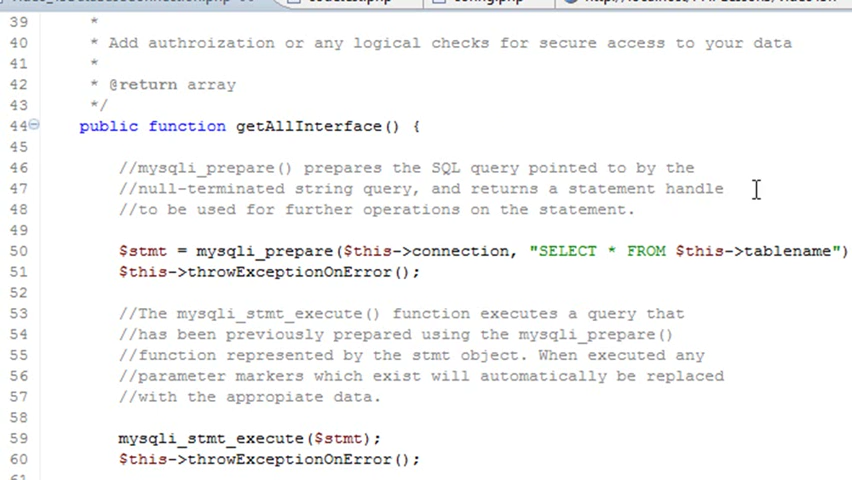 config.php
39 *
40 * Add authroization or any logical checks for secure access to your data
41 *
42 * @return array
43 */
44 public function getAllInterface() {
45
46 //mysqli_prepare() prepares the SQL query pointed to by the
47 //null-terminated string query, and returns a statement handle
48 //to be used for further operations on the statement.
49
50 $stmt = mysqli_prepare($this->connection, "SELECT * FROM $this->tablename")
51 $this->throwExceptionOnError();
52
53 //The mysqli_stmt_execute() function executes a query that
54 //has been previously prepared using the mysqli_prepare()
55 //function represented by the stmt object. When executed any
56 //parameter markers which exist will automatically be replaced
57 //with the appropiate data.
58
59 mysqli_stmt_execute($stmt);
60 $this->throwExceptionOnError();
61